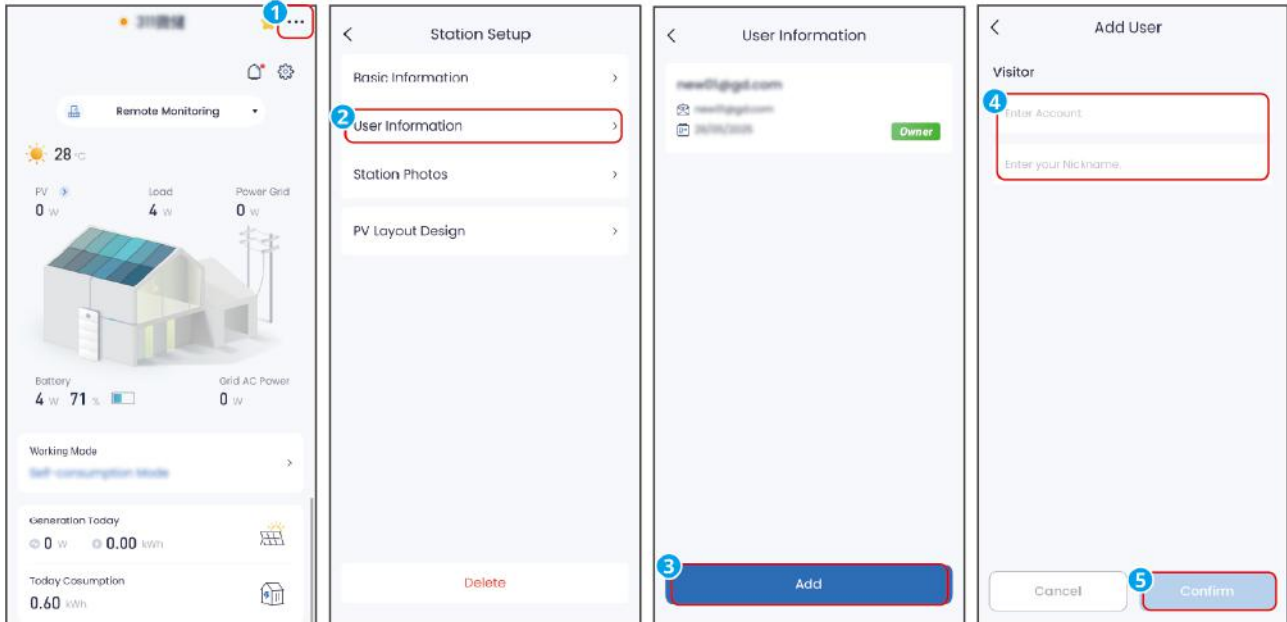 1
...
Remote Monitoring
28 °C
PV Load Power Grid
0 W 4 W 0 W
Battery Grid AC Power
4 W 71 % 0 W
Working Mode
Self-consumption Mode
Generation Today
0 W 0.00 kWh
Today Cosumption
0.60 kWh
Station Setup
Basic Information
2
User Information
Station Photos
PV Layout Design
Delete
User Information
Owner
3
Add
Add User
Visitor
4
Enter Account
Enter your Nickname.
Cancel
5
Confirm